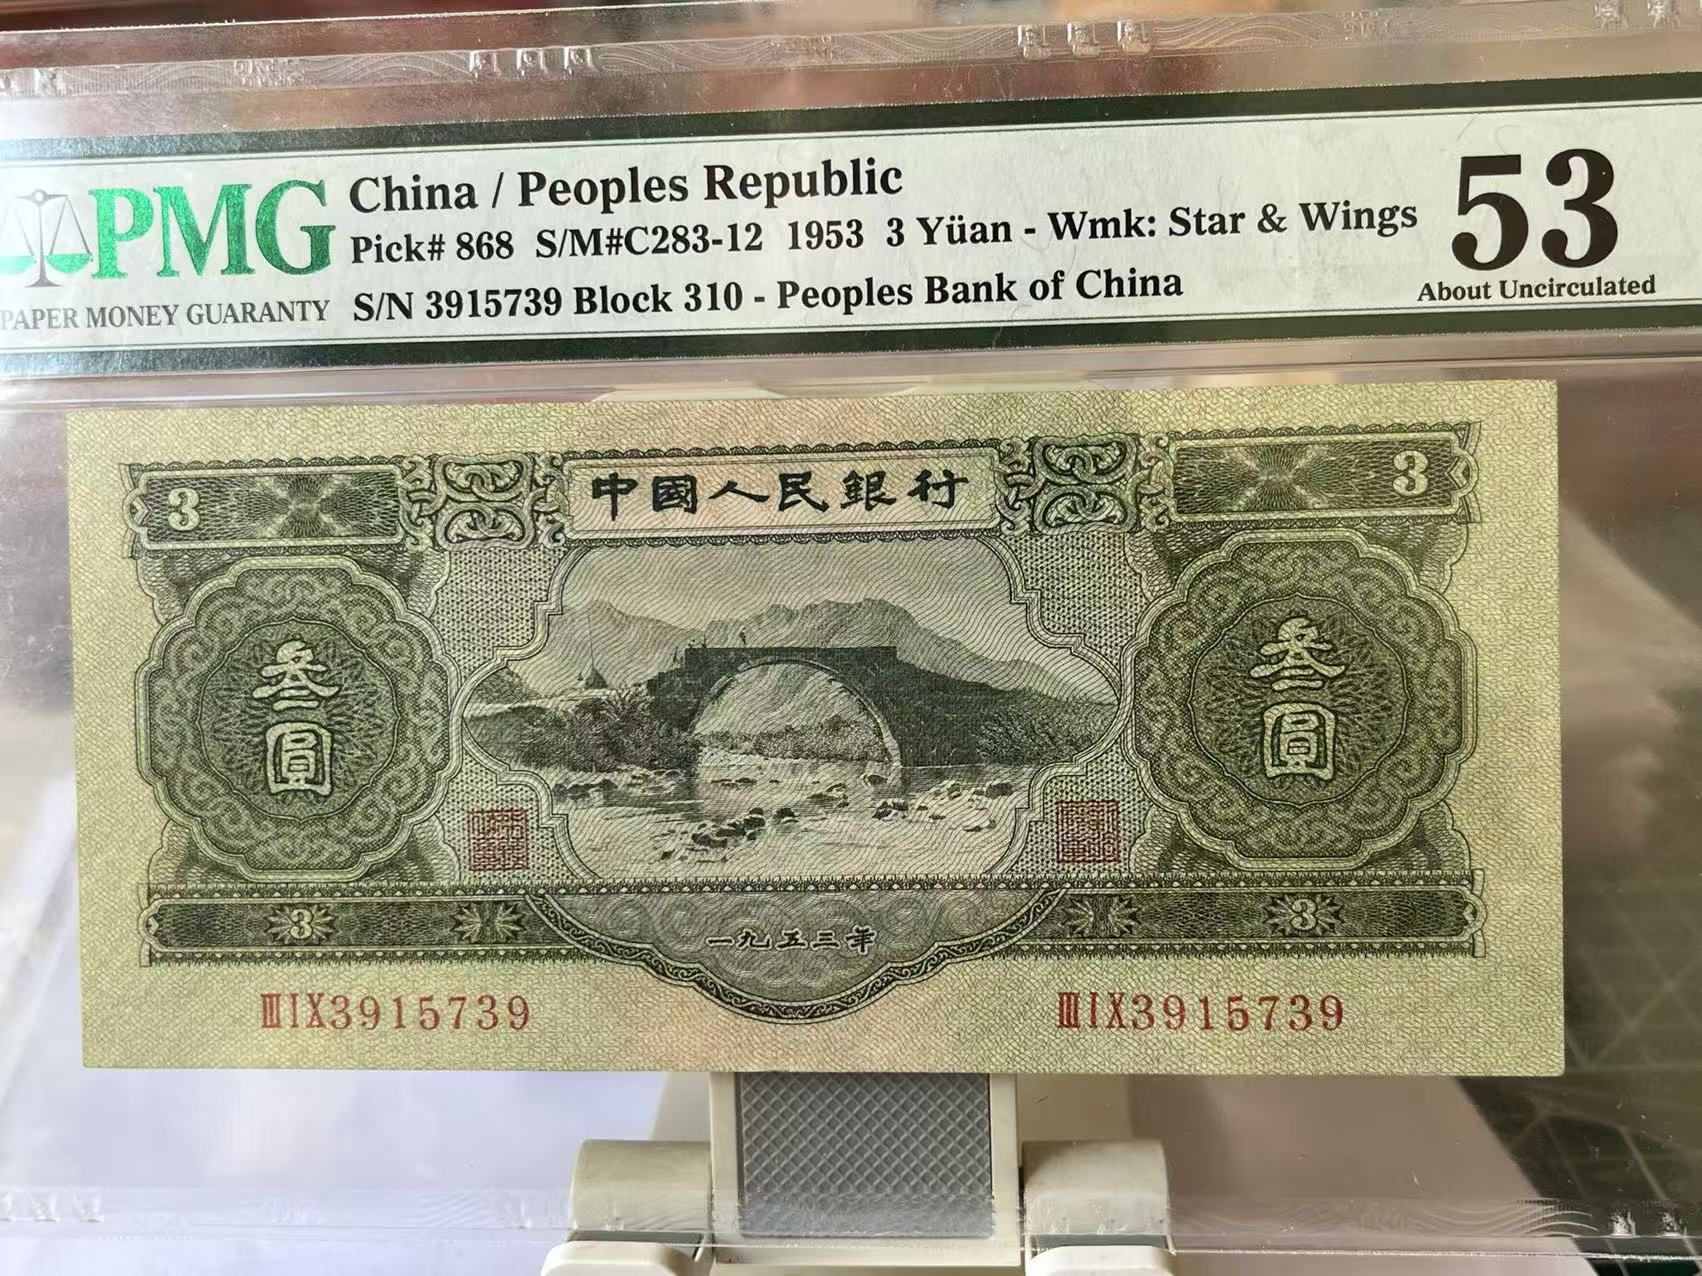 PMG
PAPER MONEY GUARANTY
China / Peoples Republic
Pick# 868 S/M#C283-12 1953 3 Yüan - Wmk: Star & Wings
S/N 3915739 Block 310 - Peoples Bank of China
53
About Uncirculated
3
中國人民銀行
3
叁圓
叁圓
3
一九五三年
3
ⅢⅠⅩ3915739
ⅢⅠⅩ3915739